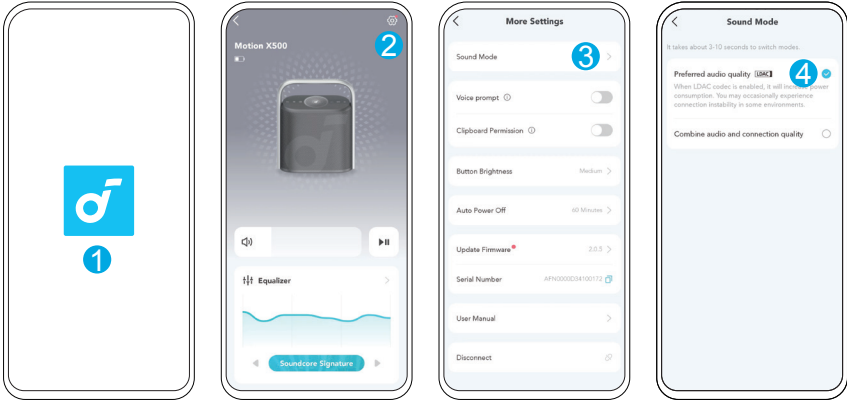 1
2
Motion X500
Equalizer
Soundcore Signature
More Settings
Sound Mode
3
Voice prompt
Clipboard Permission
Button Brightness
Medium
Auto Power Off
60 Minutes
Update Firmware
2.0.5
Serial Number
AFN0000D34100172
User Manual
Disconnect
Sound Mode
It takes about 3-10 seconds to switch modes.
Preferred audio quality LDAC
4
When LDAC codec is enabled, it will increase power
consumption. You may occasionally experience
connection instability in some environments.
Combine audio and connection quality